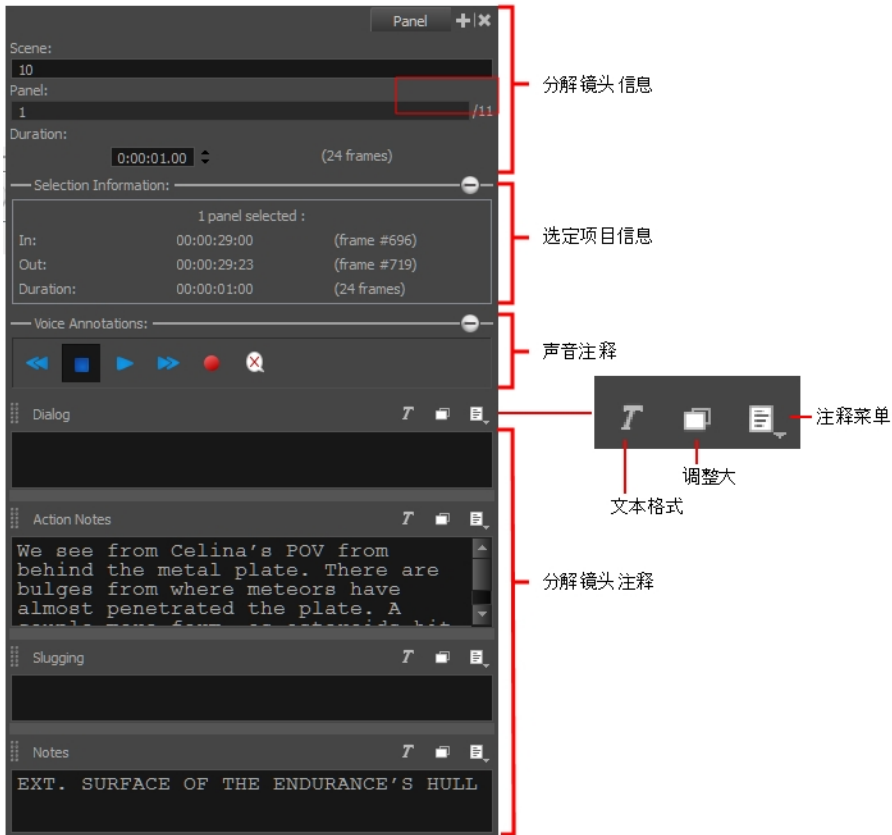 Panel
Scene:
10
Panel:
1 /11
Duration:
0:00:01.00 (24 frames)
Selection Information:
1 panel selected :
In: 00:00:29:00 (frame #696)
Out: 00:00:29:23 (frame #719)
Duration: 00:00:01:00 (24 frames)
Voice Annotations:
Dialog
Action Notes
We see from Celina's POV from
behind the metal plate. There are
bulges from where meteors have
almost penetrated the plate. A
Slugging
Notes
EXT. SURFACE OF THE ENDURANCE'S HULL
分解镜头信息
选定项目信息
声音注释
注释菜单
调整大
文本格式
分解镜头注释